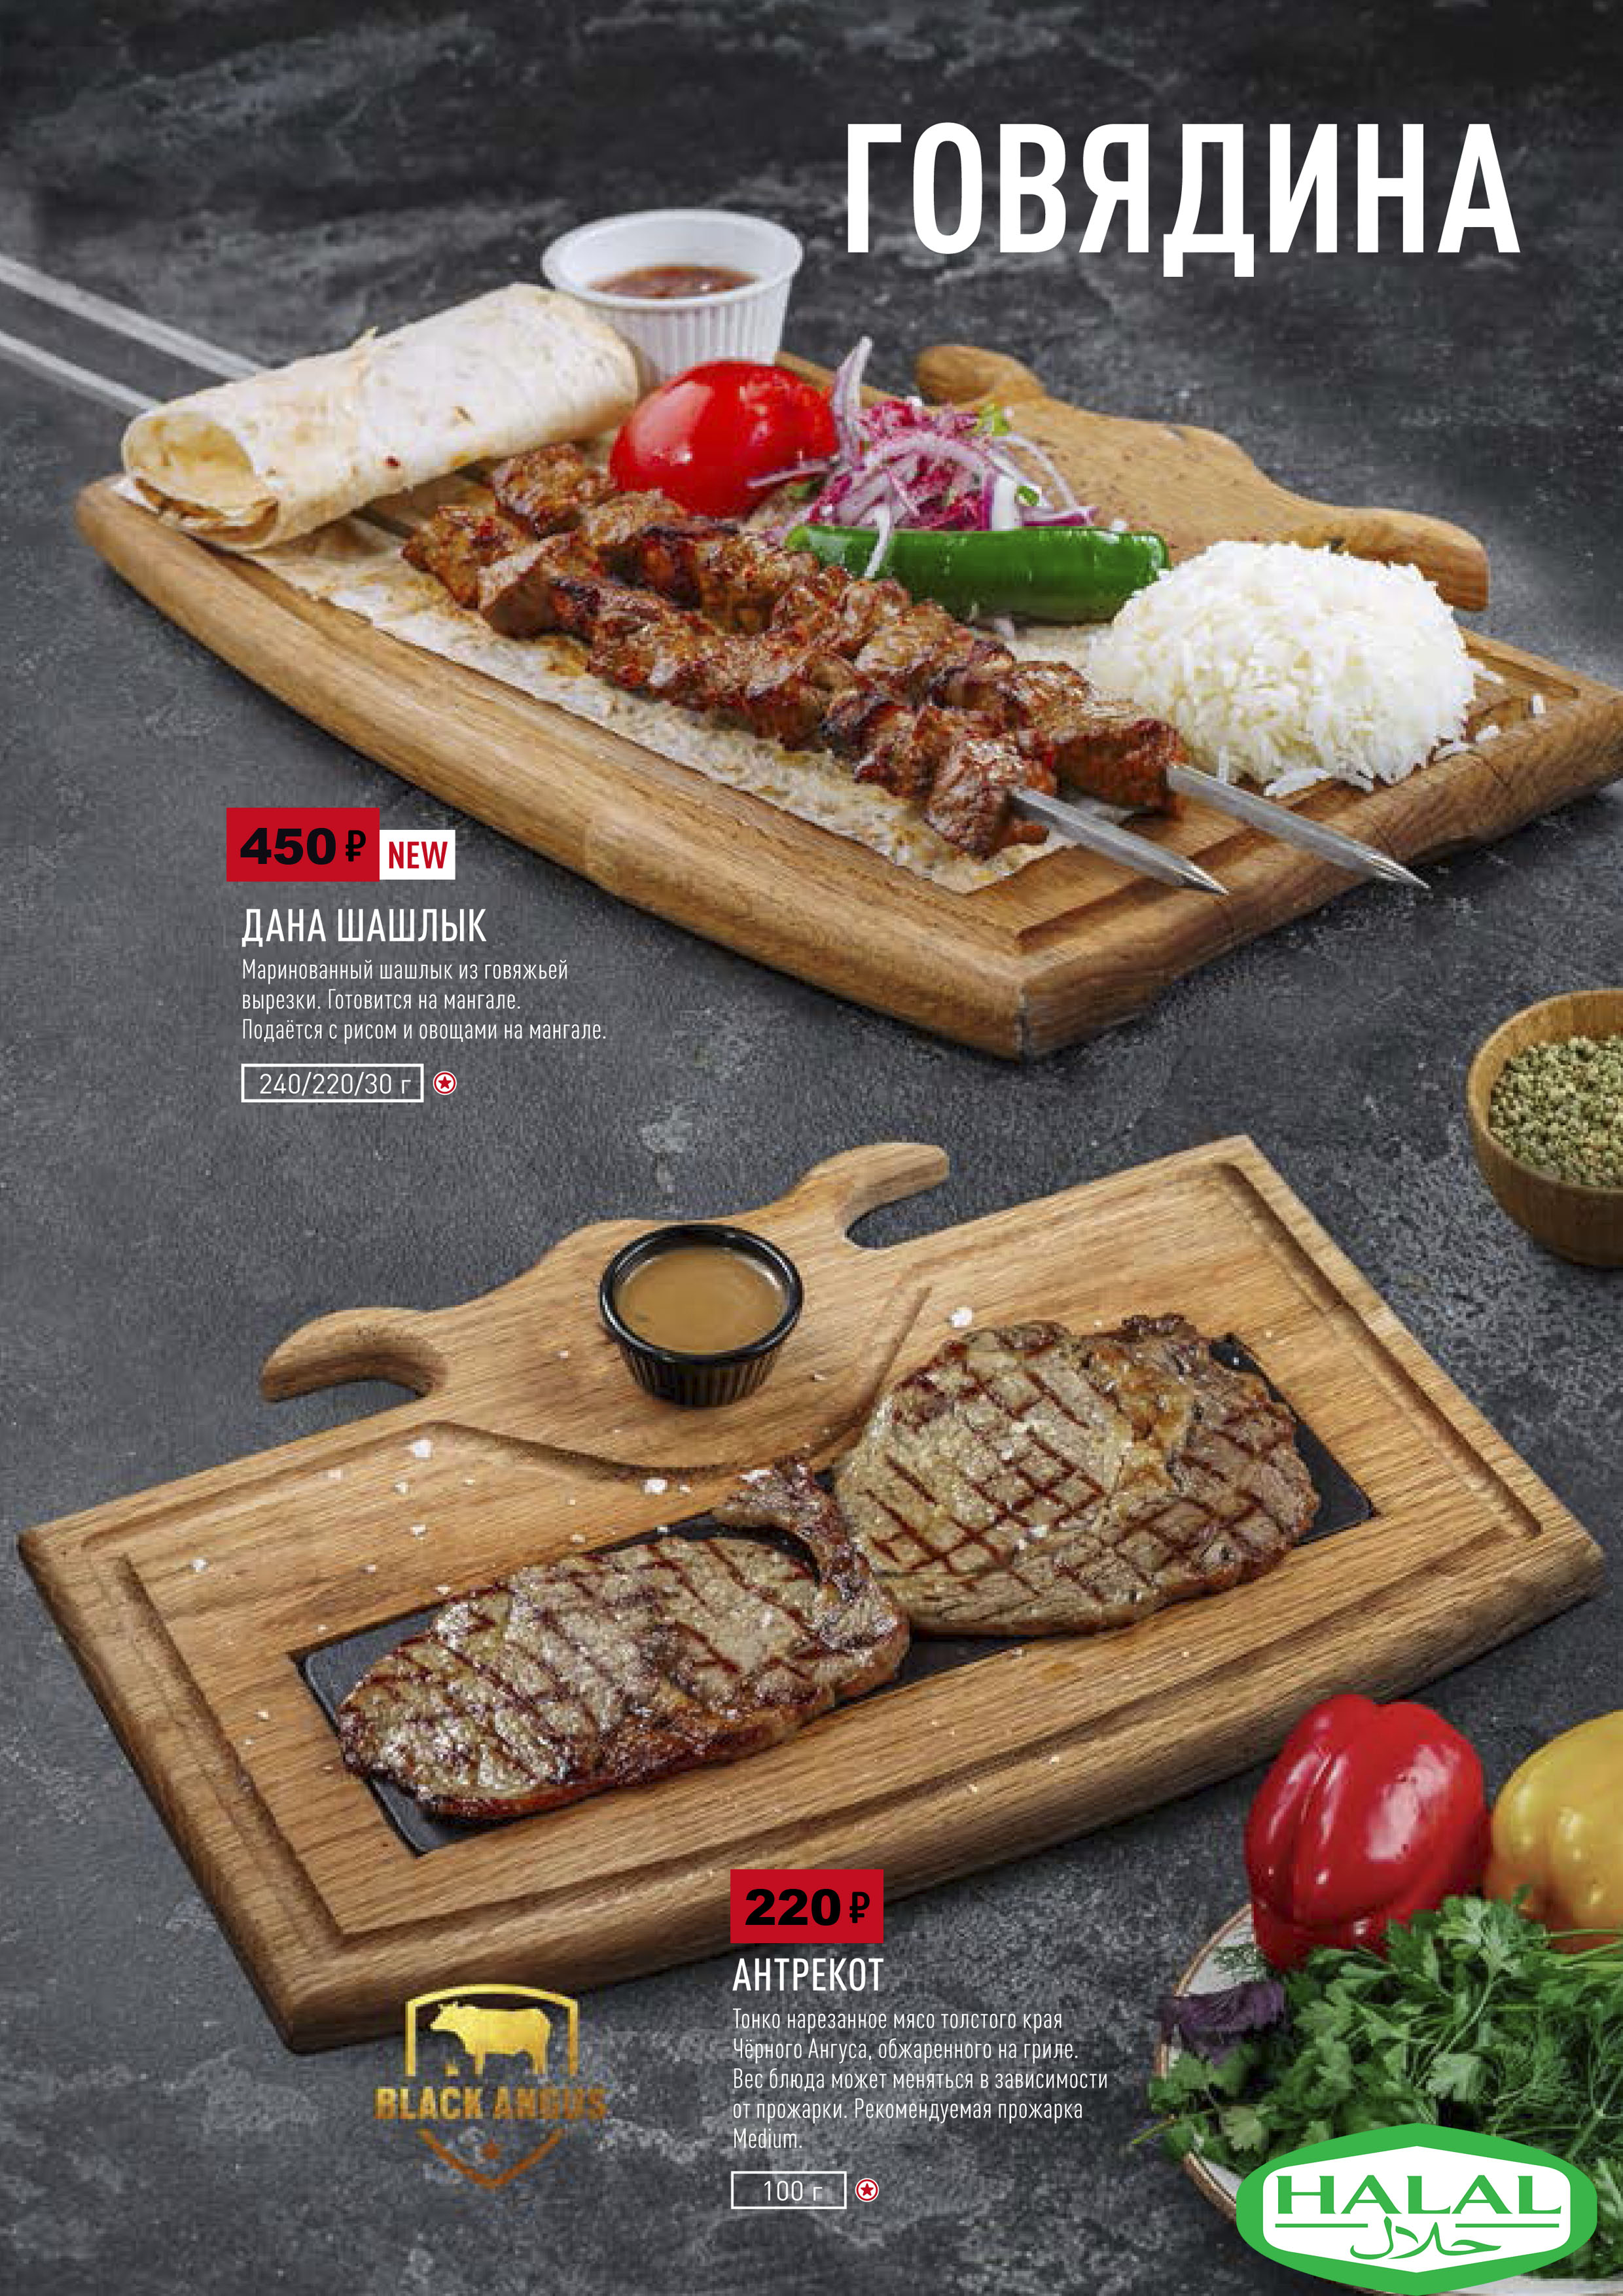 ГОВЯДИНА
450 ₽ NEW
ДАНА ШАШЛЫК
Маринованный шашлык из говяжьей
вырезки. Готовится на мангале.
Подаётся с рисом и овощами на мангале.
240/220/30 г
220 ₽
АНТРЕКОТ
Тонко нарезанное мясо толстого края
Чёрного Ангуса, обжаренного на гриле.
Вес блюда может меняться в зависимости
от прожарки. Рекомендуемая прожарка
Medium.
100 г
BLACK ANGUS
HALAL
حلال